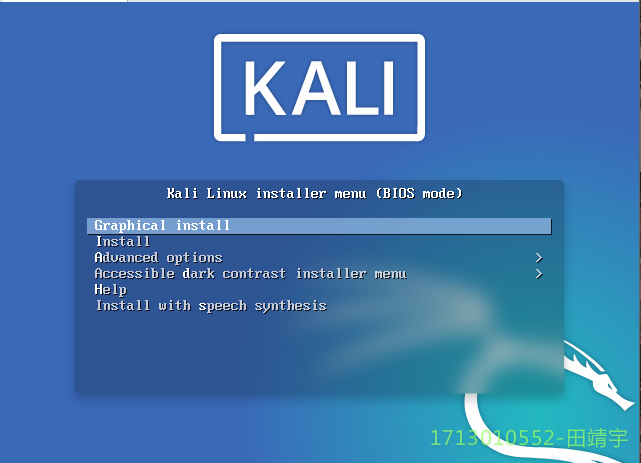 KALI
Kali Linux installer menu (BIOS mode)
Graphical install
Install
Advanced options >
Accessible dark contrast installer menu >
Help
Install with speech synthesis
1713010552-田靖宇